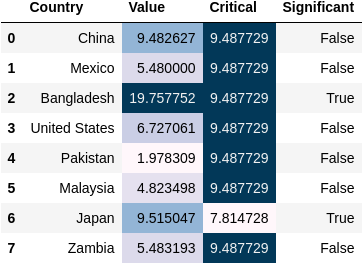 Country Value Critical Significant
0 China 9.482627 9.487729 False
1 Mexico 5.480000 9.487729 False
2 Bangladesh 19.757752 9.487729 True
3 United States 6.727061 9.487729 False
4 Pakistan 1.978309 9.487729 False
5 Malaysia 4.823498 9.487729 False
6 Japan 9.515047 7.814728 True
7 Zambia 5.483193 9.487729 False